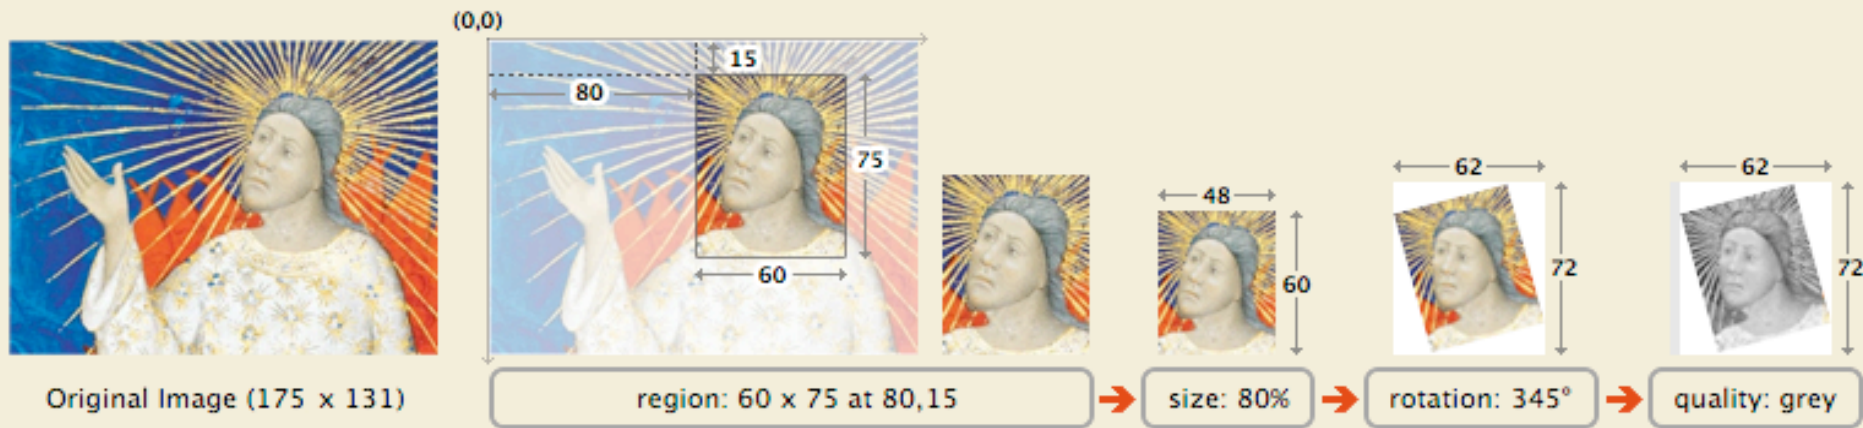 (0,0)
15
80
75
60
48
60
62
72
62
72
Original Image (175 x 131)
region: 60 x 75 at 80,15
size: 80%
rotation: 345°
quality: grey